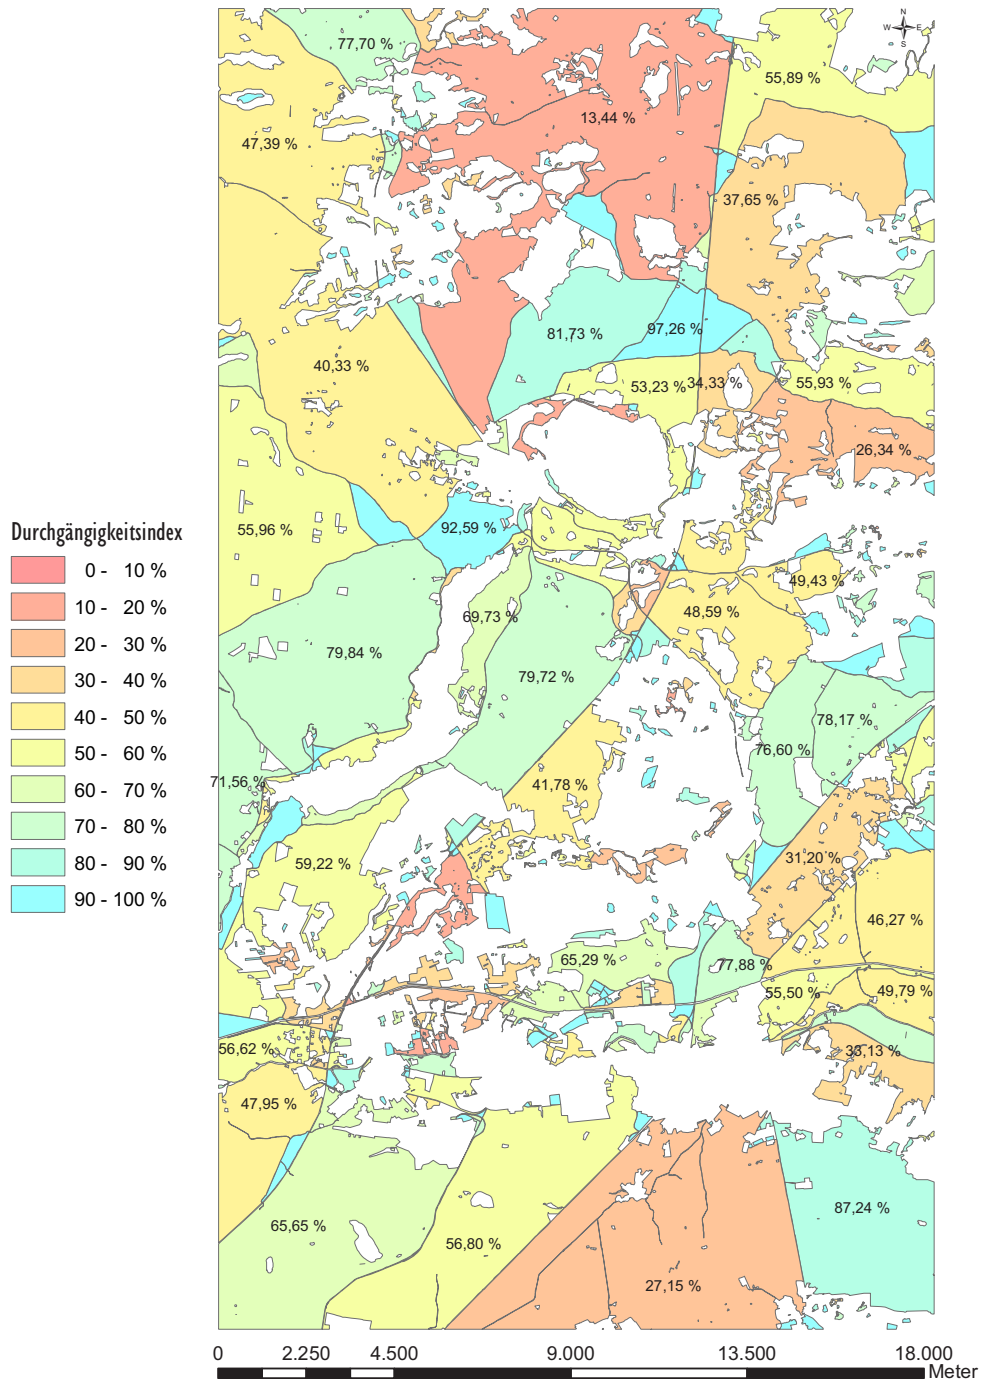 N
W E
S
77,70 %
55,89 %
13,44 %
47,39 %
37,65 %
81,73 %
97,26 %
40,33 %
53,23 %
34,33 %
55,93 %
26,34 %
55,96 %
92,59 %
49,43 %
69,73 %
48,59 %
79,84 %
79,72 %
78,17 %
76,60 %
71,56 %
41,78 %
59,22 %
31,20 %
46,27 %
65,29 %
77,88 %
55,50 %
49,79 %
56,62 %
33,13 %
47,95 %
87,24 %
65,65 %
56,80 %
27,15 %
Durchgängigkeitsindex
0 - 10 %
10 - 20 %
20 - 30 %
30 - 40 %
40 - 50 %
50 - 60 %
60 - 70 %
70 - 80 %
80 - 90 %
90 - 100 %
0 2.250 4.500 9.000 13.500 18.000
Meter